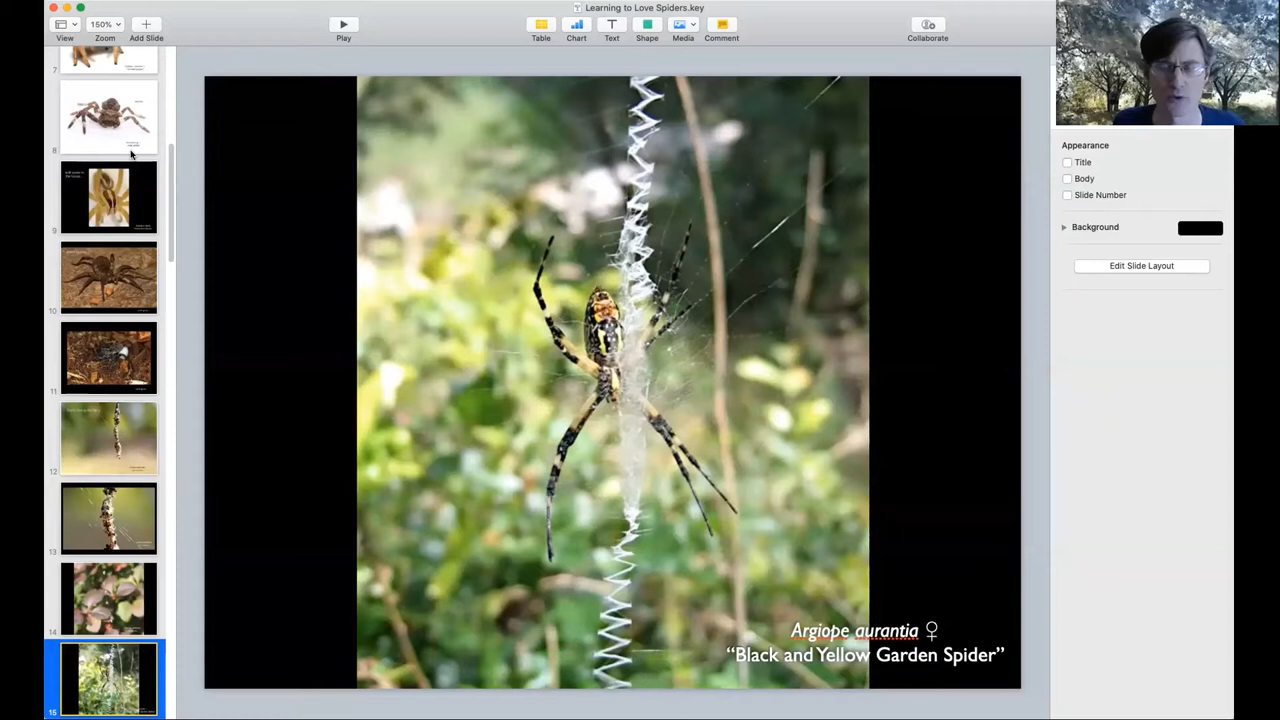 Learning to Love Spiders.key
150%
View
Zoom
Add Slide
Play
Table
Chart
Text
Shape
Media
Comment
Collaborate
7
8
9
10
11
12
13
14
15
Argiope aurantia ♀
“Black and Yellow Garden Spider”
Appearance
Title
Body
Slide Number
Background
Edit Slide Layout